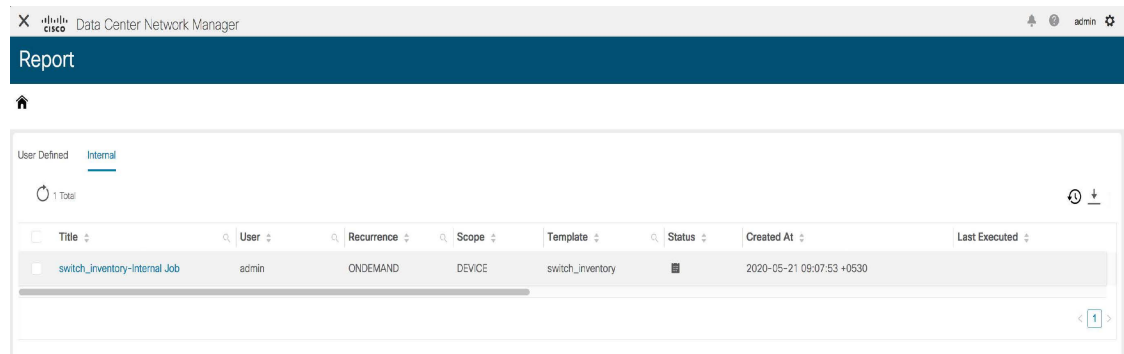 X cisco Data Center Network Manager admin
Report
User Defined Internal
1 Total
Title User Recurrence Scope Template Status Created At Last Executed
switch_inventory-Internal Job admin ONDEMAND DEVICE switch_inventory 2020-05-21 09:07:53 +0530
< 1 >